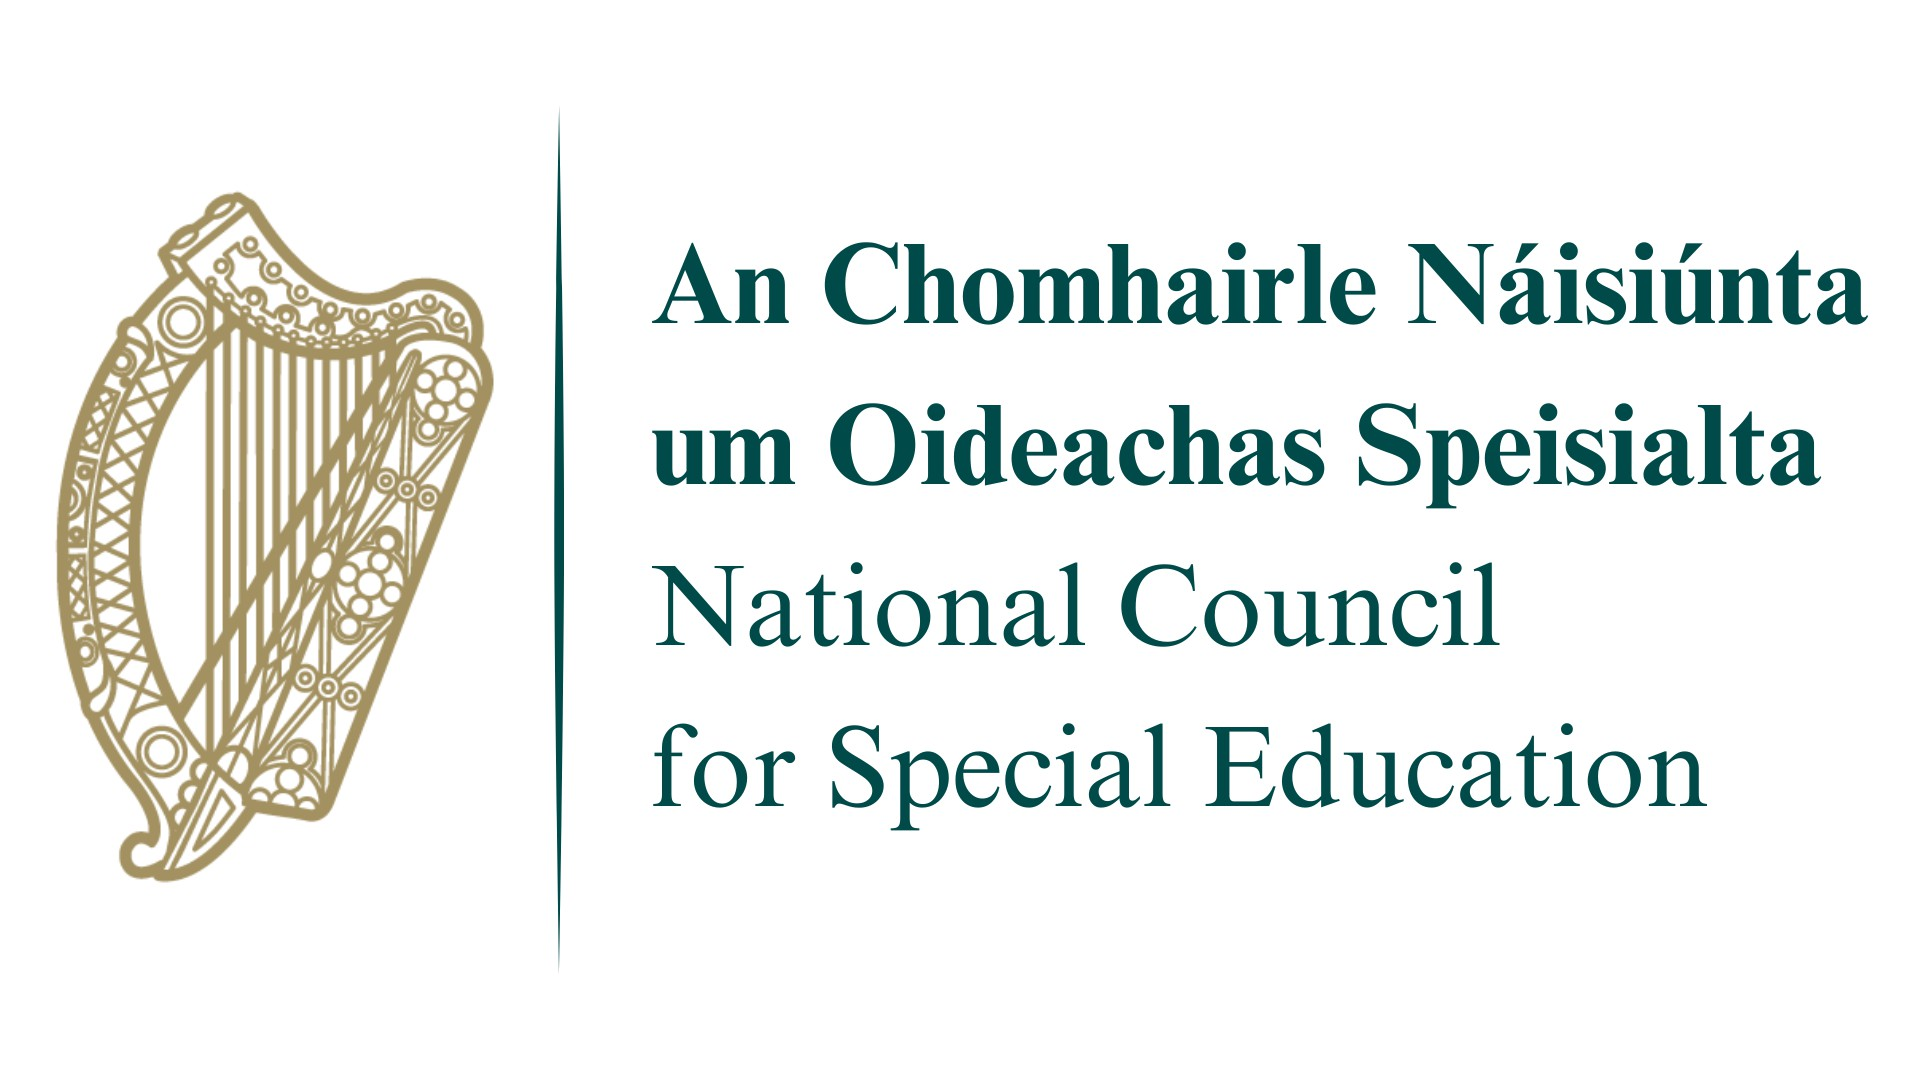 An Chomhairle Náisiúnta
um Oideachas Speisialta
National Council
for Special Education